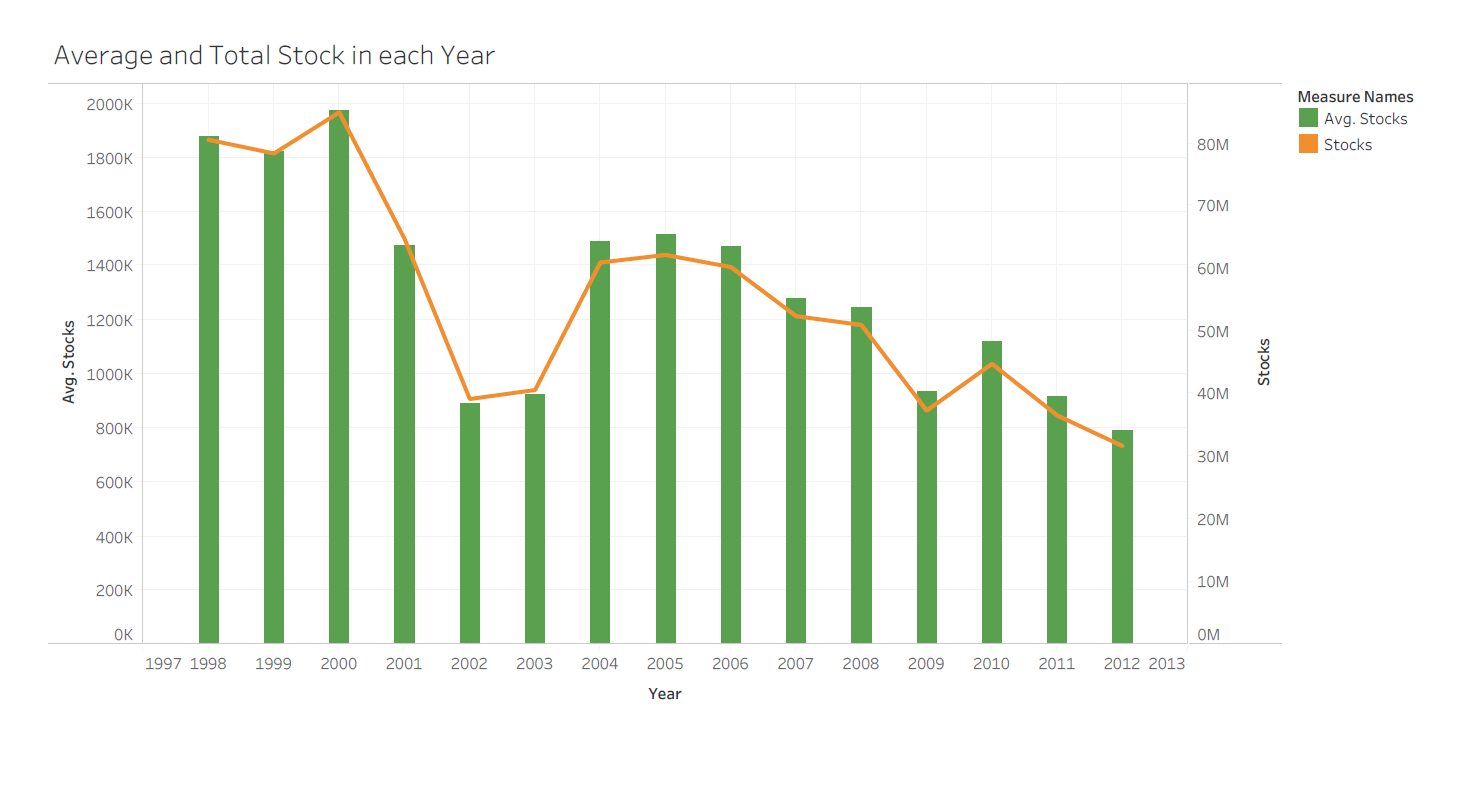 Average and Total Stock in each Year
Measure Names
Avg. Stocks
Stocks
2000K
1800K
1600K
1400K
1200K
1000K
800K
600K
400K
200K
0K
Avg. Stocks
80M
70M
60M
50M
40M
30M
20M
10M
0M
Stocks
1997 1998 1999 2000 2001 2002 2003 2004 2005 2006 2007 2008 2009 2010 2011 2012 2013
Year